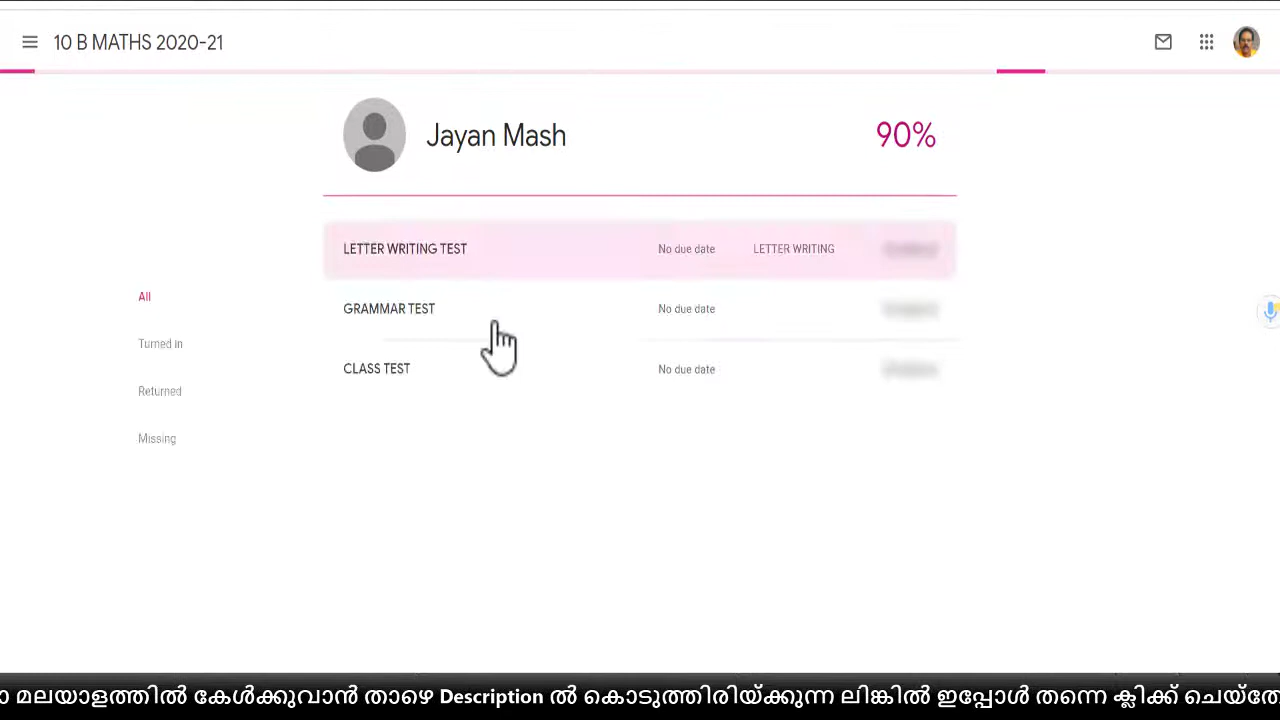 10 B MATHS 2020-21
Jayan Mash
90%
LETTER WRITING TEST No due date LETTER WRITING
All
GRAMMAR TEST No due date
Turned in
CLASS TEST No due date
Returned
Missing
മലയാളത്തിൽ കേൾക്കുവാൻ താഴെ Description ൽ കൊടുത്തിരിയ്ക്കുന്ന ലിങ്കിൽ ഇപ്പോൾ തന്നെ ക്ലിക്ക്